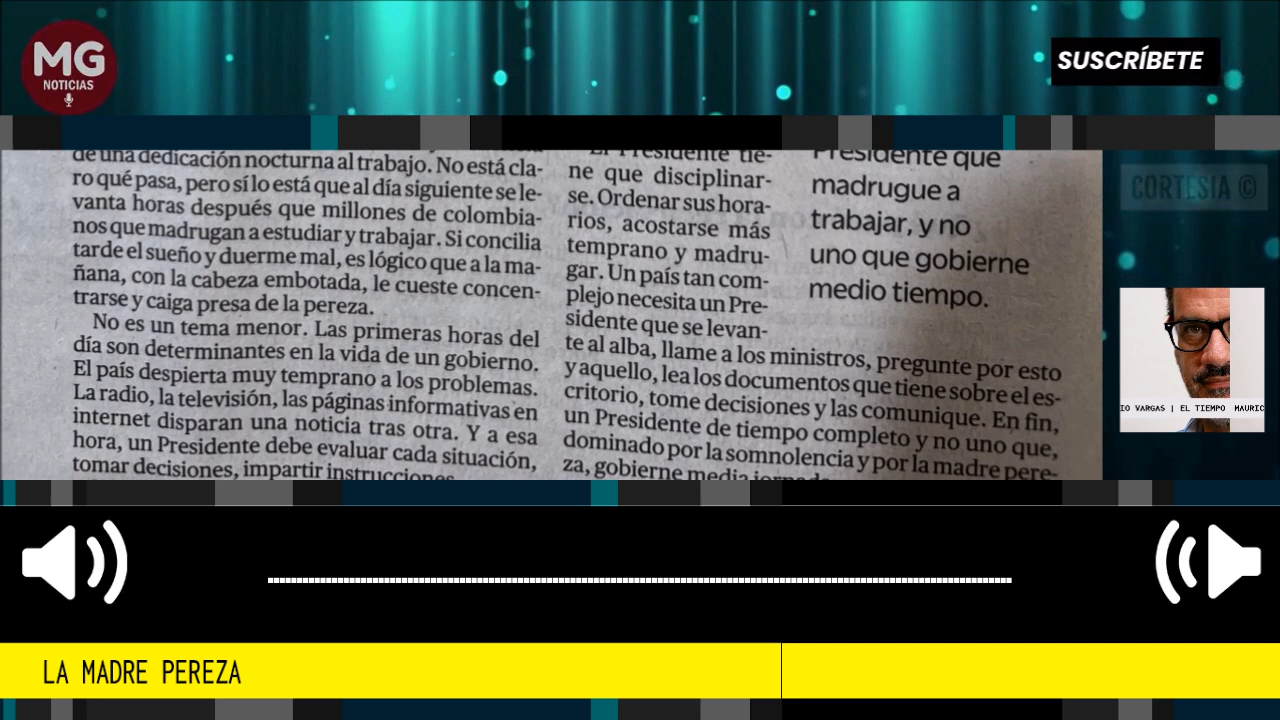 MG
NOTICIAS
SUSCRÍBETE
CORTESIA ©
de una dedicación nocturna al trabajo. No está cla-
ro qué pasa, pero sí lo está que al día siguiente se le-
vanta horas después que millones de colombia-
nos que madrugan a estudiar y trabajar. Si concilia
tarde el sueño y duerme mal, es lógico que a la ma-
ñana, con la cabeza embotada, le cueste concen-
trarse y caiga presa de la pereza.
No es un tema menor. Las primeras horas del
día son determinantes en la vida de un gobierno.
El país despierta muy temprano a los problemas.
La radio, la televisión, las páginas informativas en
internet disparan una noticia tras otra. Y a esa
hora, un Presidente debe evaluar cada situación,
tomar decisiones, impartir instrucciones
El Presidente tie-
ne que disciplinar-
se. Ordenar sus hora-
rios, acostarse más
temprano y madru-
gar. Un país tan com-
plejo necesita un Pre-
sidente que se levan-
te al alba, llame a los ministros, pregunte por esto
y aquello, lea los documentos que tiene sobre el es-
critorio, tome decisiones y las comunique. En fin,
un Presidente de tiempo completo y no uno que,
dominado por la somnolencia y por la madre pere-
za, gobierne media jornada
Presidente que
madrugue a
trabajar, y no
uno que gobierne
medio tiempo.
IO VARGAS | EL TIEMPO MAURIC
LA MADRE PEREZA